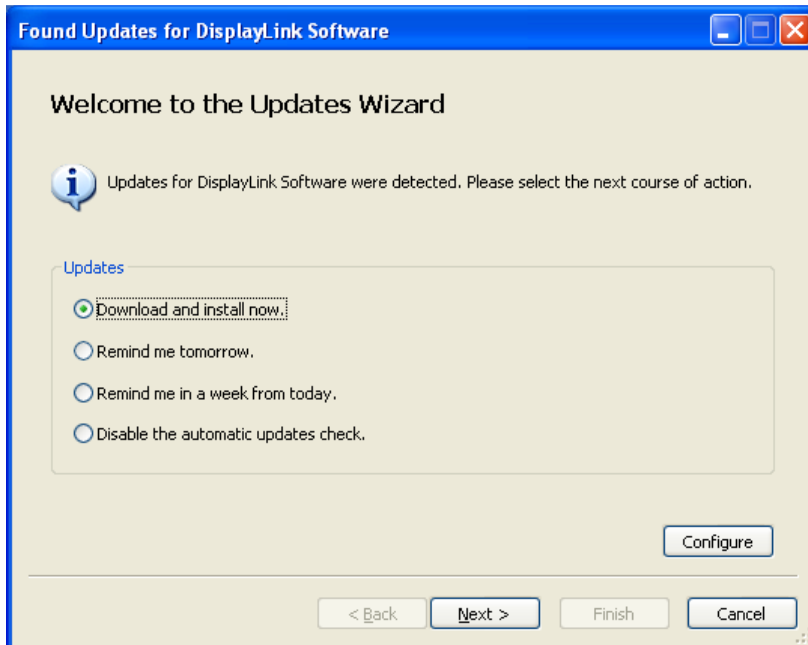 Found Updates for DisplayLink Software
Welcome to the Updates Wizard
Updates for DisplayLink Software were detected. Please select the next course of action.
Updates
Download and install now.
Remind me tomorrow.
Remind me in a week from today.
Disable the automatic updates check.
Configure
< Back Next > Finish Cancel